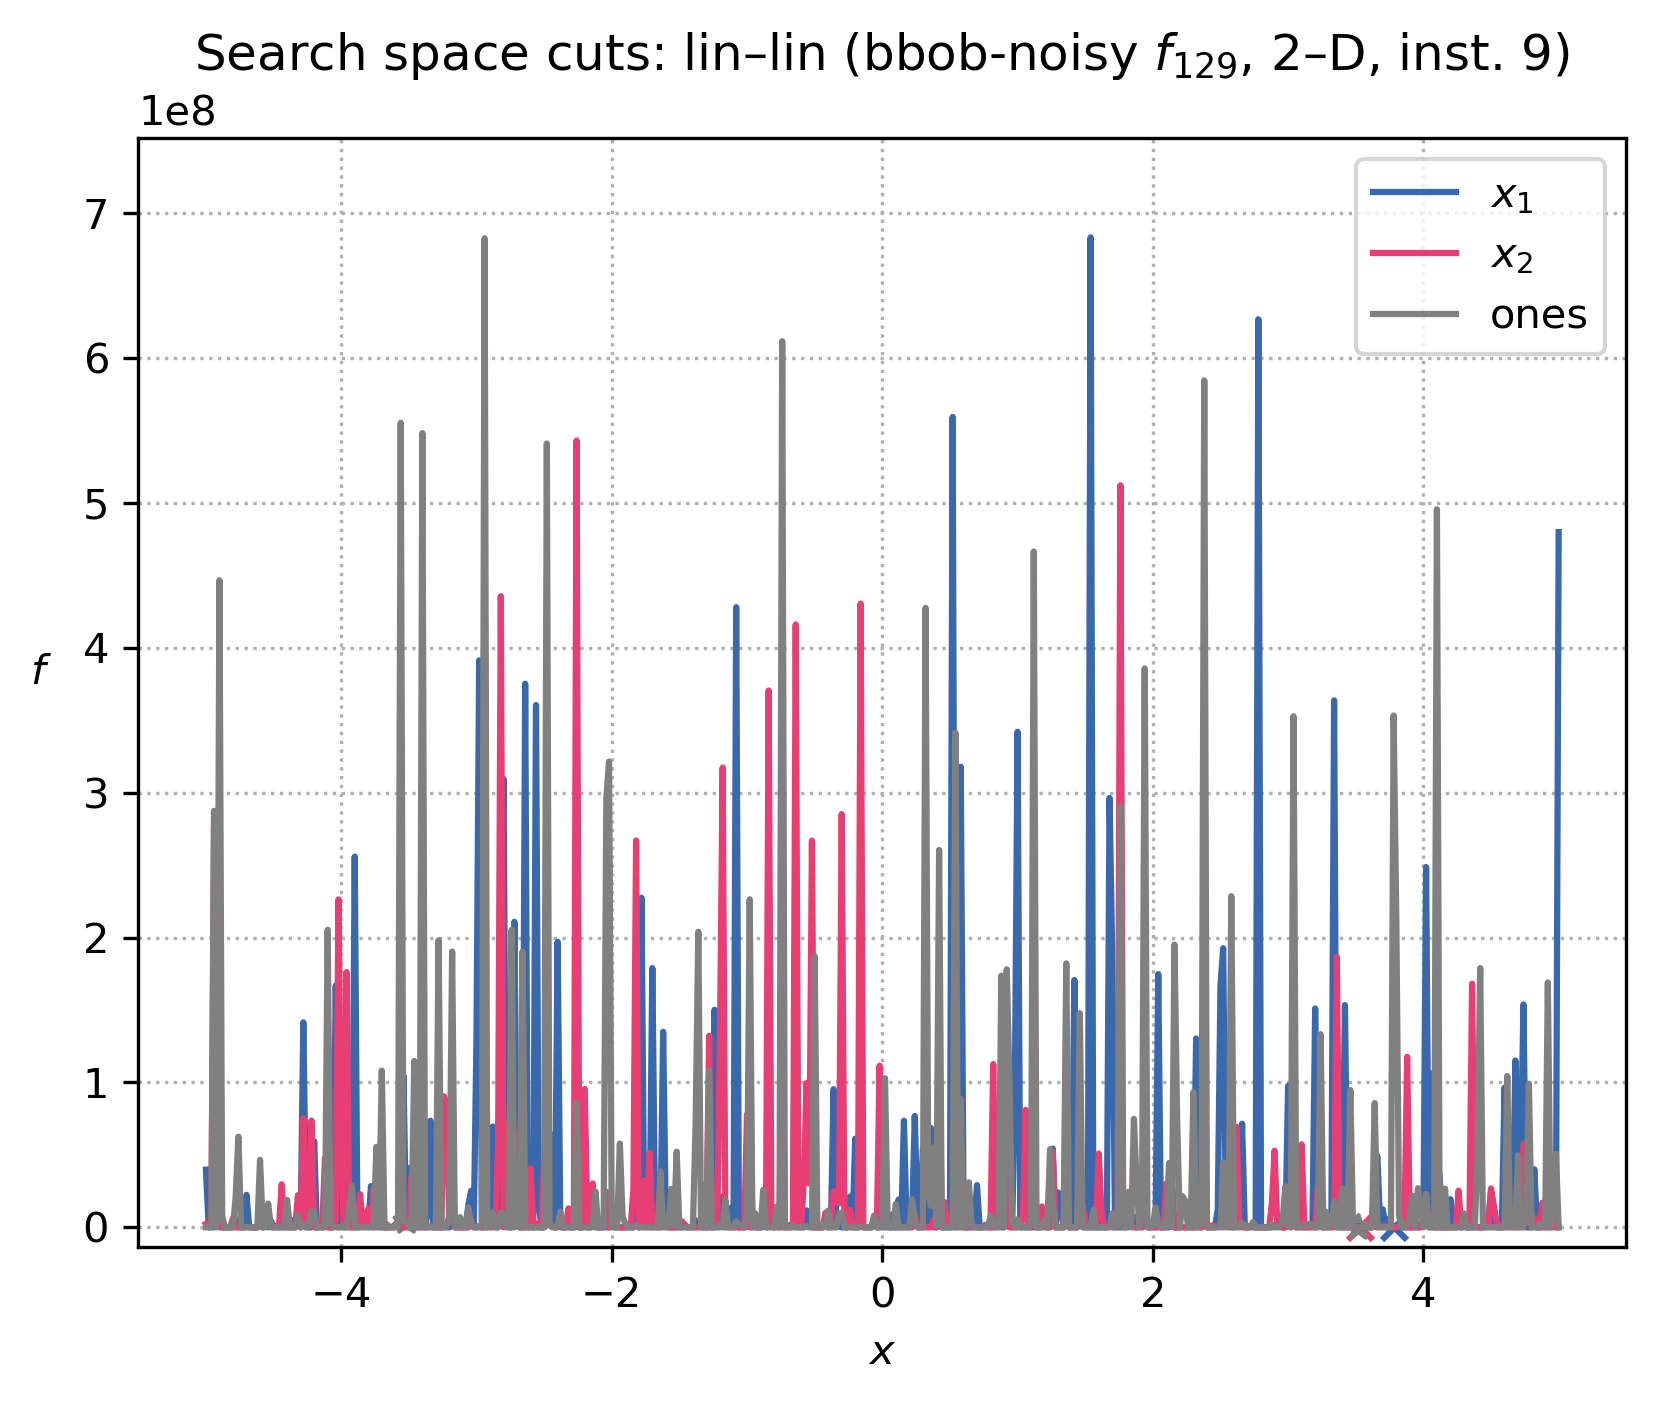 Search space cuts: lin–lin (bbob-noisy f₁₂₉, 2–D, inst. 9)
1e8
7
6
5
4
3
2
1
0
f
−4
−2
0
2
4
x
x₁
x₂
ones